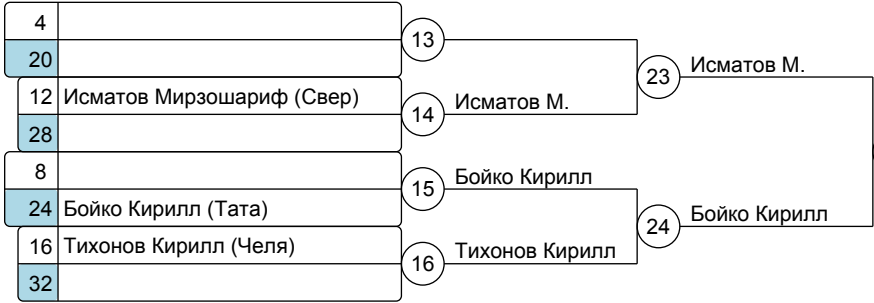 4
13
20
23 Исматов М.
12 Исматов Мирзошариф (Свер)
14 Исматов М.
28
8
15 Бойко Кирилл
24 Бойко Кирилл (Тата)
24 Бойко Кирилл
16 Тихонов Кирилл (Челя)
16 Тихонов Кирилл
32